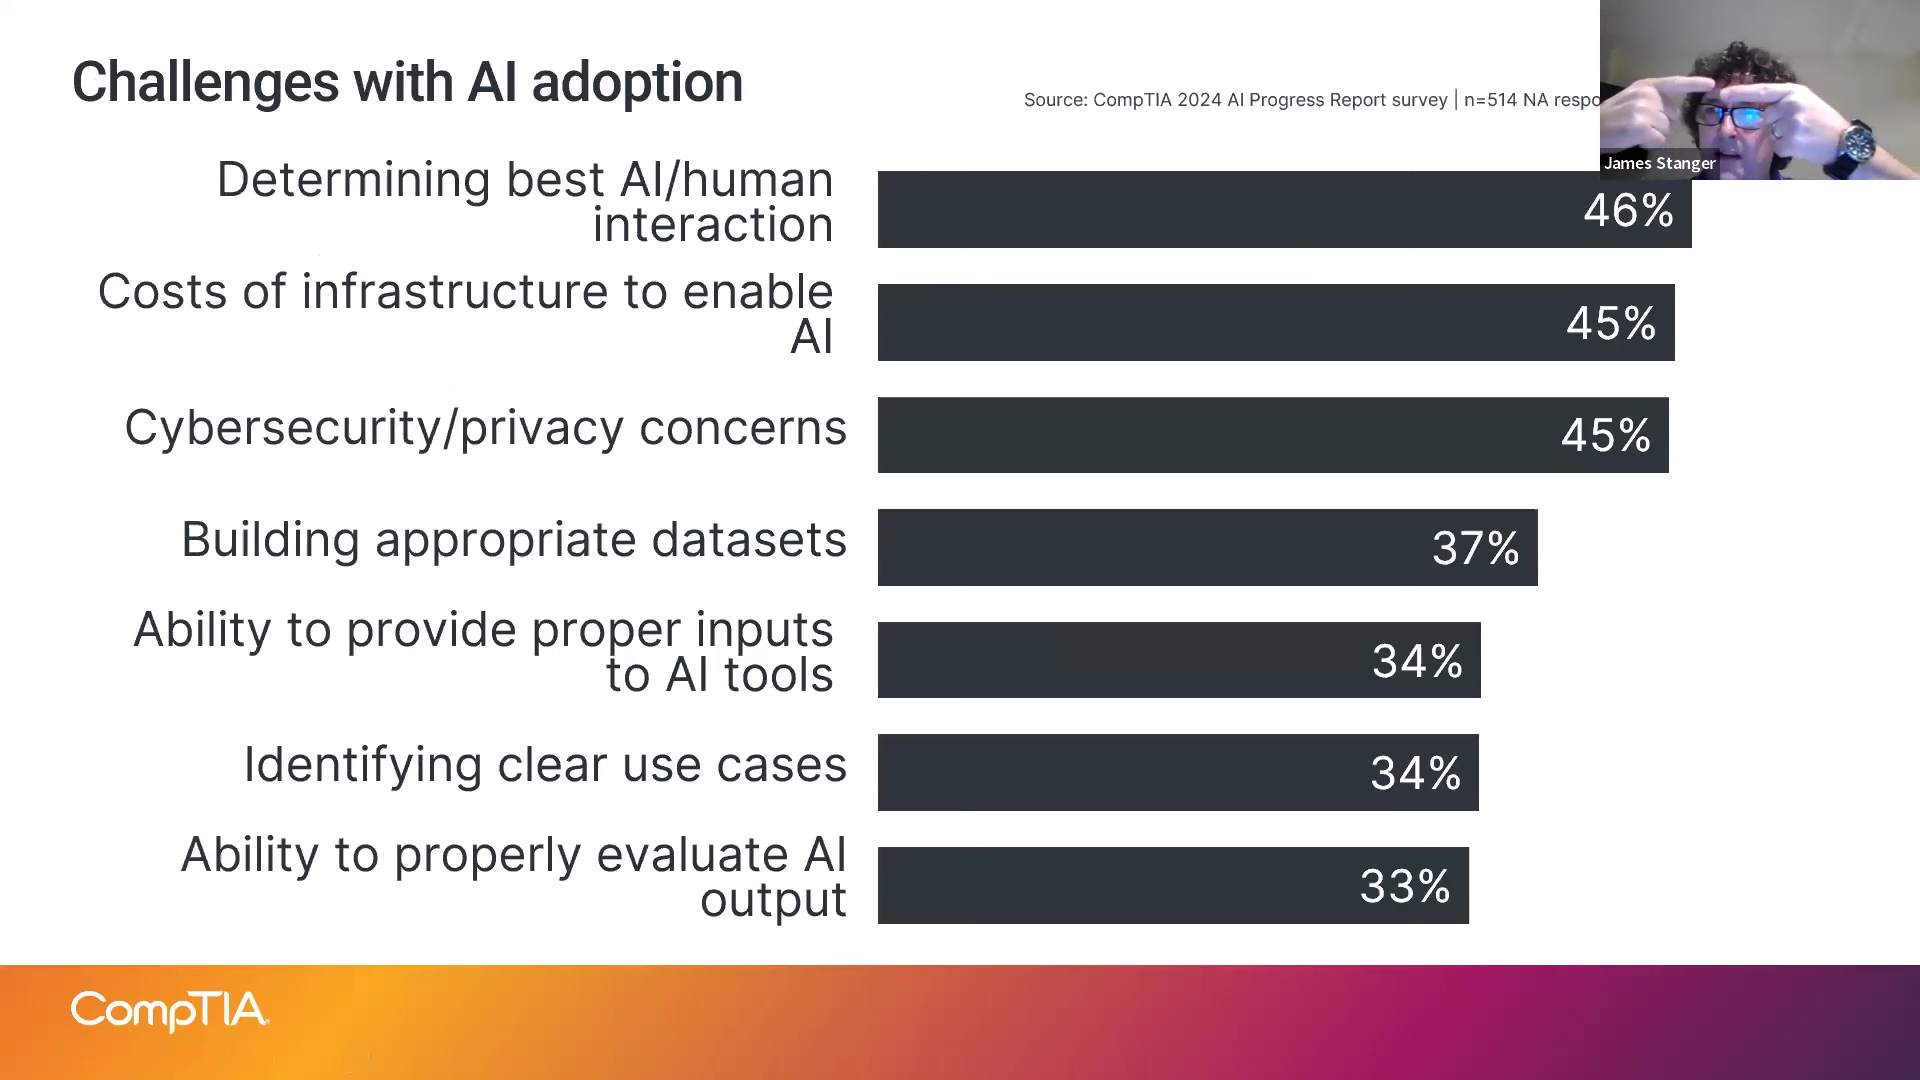 Challenges with AI adoption
Source: CompTIA 2024 AI Progress Report survey | n=514 NA
James Stanger
Determining best AI/human
interaction
46%
Costs of infrastructure to enable
AI
45%
Cybersecurity/privacy concerns
45%
Building appropriate datasets
37%
Ability to provide proper inputs
to AI tools
34%
Identifying clear use cases
34%
Ability to properly evaluate AI
output
33%
CompTIA